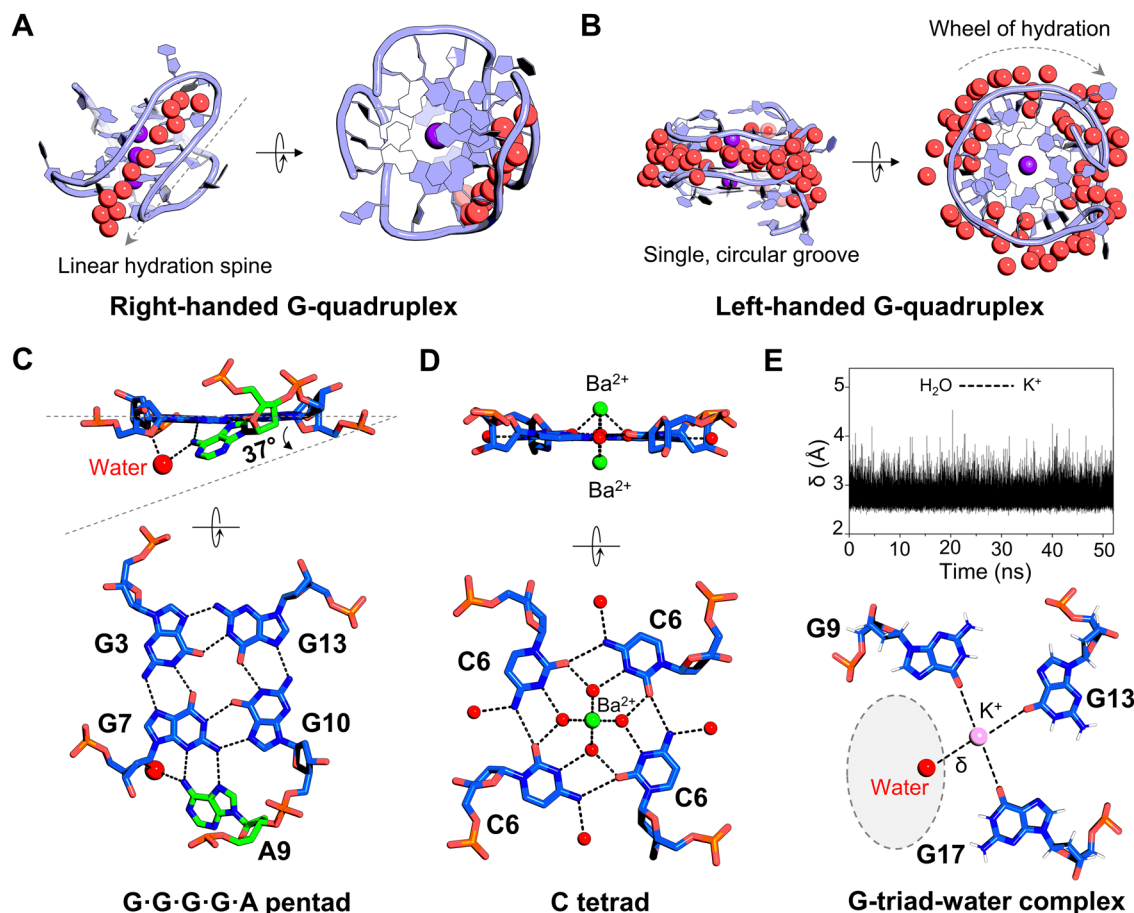 A
Linear hydration spine
Right-handed G-quadruplex
B
Wheel of hydration
Single, circular groove
Left-handed G-quadruplex
C
Water
37°
G3
G13
G7
G10
A9
G·G·G·G·A pentad
D
Ba²⁺
Ba²⁺
C6
C6
Ba²⁺
C6
C6
C tetrad
E
H₂O K⁺
5
4
3
2
δ (Å)
0 10 20 30 40 50
Time (ns)
G9
G13
K⁺
δ
Water
G17
G-triad-water complex